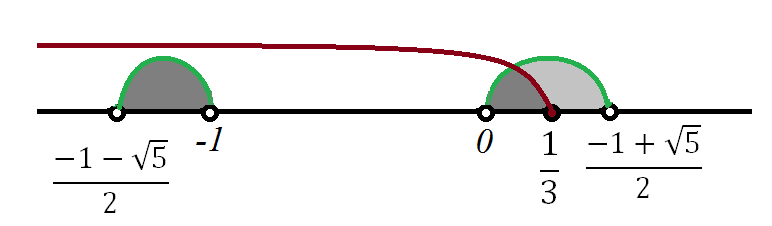 -1 0
(−1 − √5)/2 1/3 (−1 + √5)/2